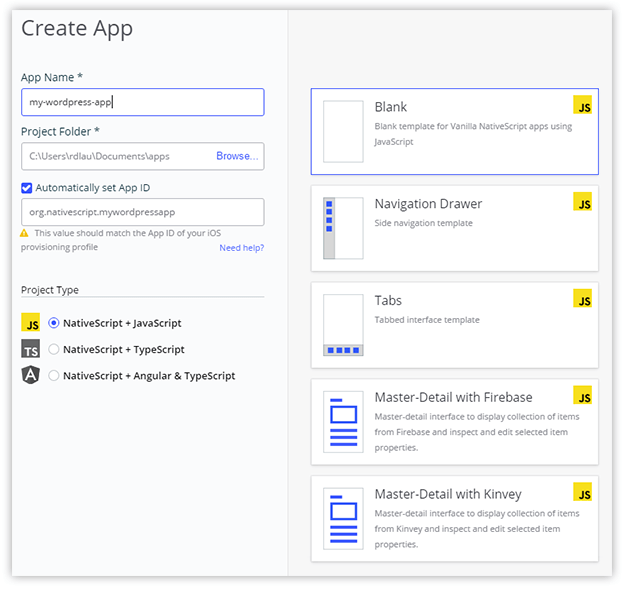 Create App
App Name *
my-wordpress-app
Project Folder *
C:\Users\rdlau\Documents\apps
Browse...
Automatically set App ID
org.nativescript.mywordpressapp
This value should match the App ID of your iOS
provisioning profile
Need help?
Project Type
JS
NativeScript + JavaScript
TS
NativeScript + TypeScript
A
NativeScript + Angular & TypeScript
Blank
JS
Blank template for Vanilla NativeScript apps using
JavaScript
Navigation Drawer
JS
Side navigation template
Tabs
JS
Tabbed interface template
Master-Detail with Firebase
JS
Master-detail interface to display collection of items
from Firebase and inspect and edit selected item
properties.
Master-Detail with Kinvey
JS
Master-detail interface to display collection of items
from Kinvey and inspect and edit selected item
properties.